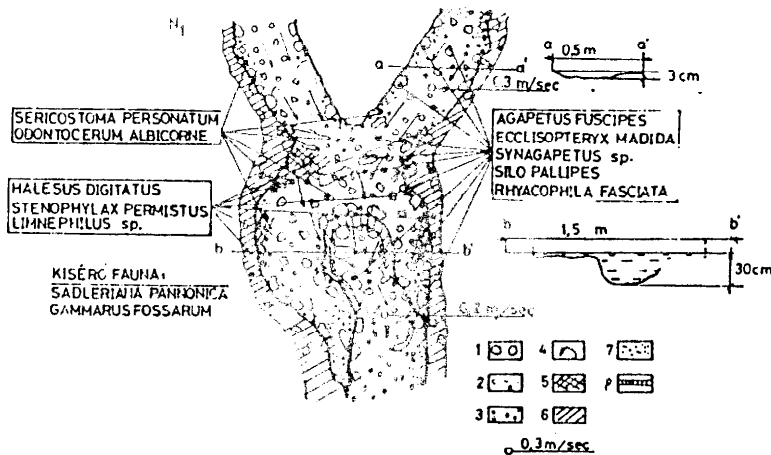 N₁
a a'
0,5 m
a a'
3 cm
0,3 m/sec
SERICOSTOMA PERSONATUM
ODONTOCERUM ALBICORNE
AGAPETUS FUSCIPES
ECCLISOPTERYX MADIDA
SYNAGAPETUS sp.
SILO PALLIPES
RHYACOPHILA FASCIATA
HALESUS DIGITATUS
STENOPHYLAX PERMISTUS
LIMNEPHILUS sp.
b b'
1,5 m
b b'
30cm
KISÉRŐ FAUNA:
SADLERIANA PANNONICA
GAMMARUS FOSSARUM
m/sec
1 4 7
2 5
3 6
0,3 m/sec